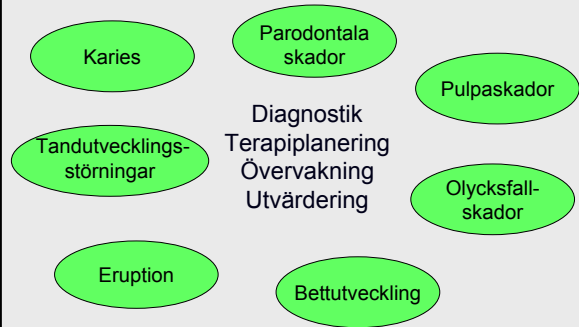 Karies
Parodontala
skador
Pulpaskador
Diagnostik
Terapiplanering
Övervakning
Utvärdering
Tandutvecklings-
störningar
Olycksfall-
skador
Eruption
Bettutveckling